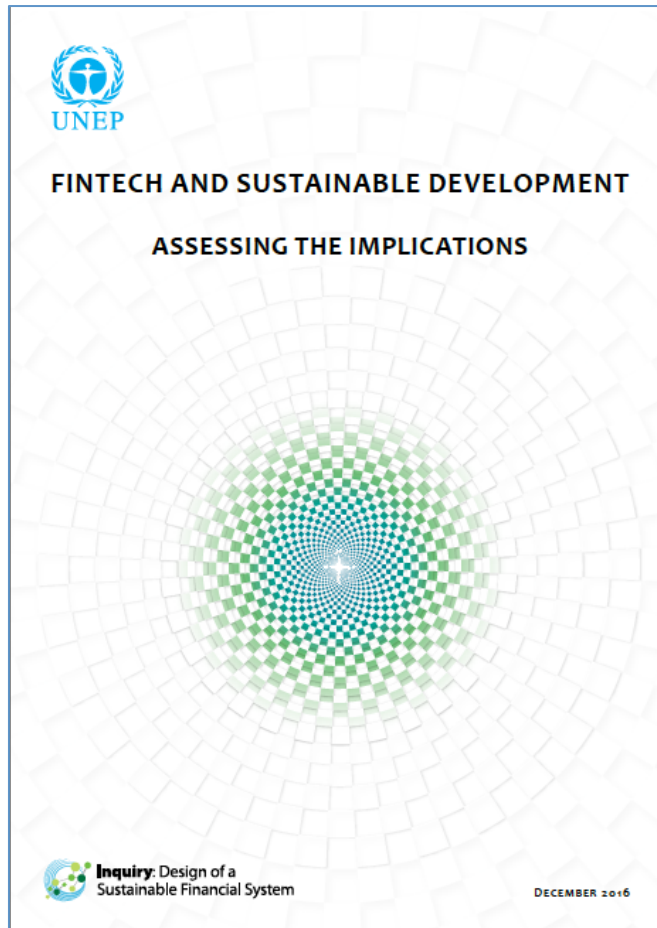 UNEP
FINTECH AND SUSTAINABLE DEVELOPMENT
ASSESSING THE IMPLICATIONS
Inquiry: Design of a
Sustainable Financial System
DECEMBER 2016